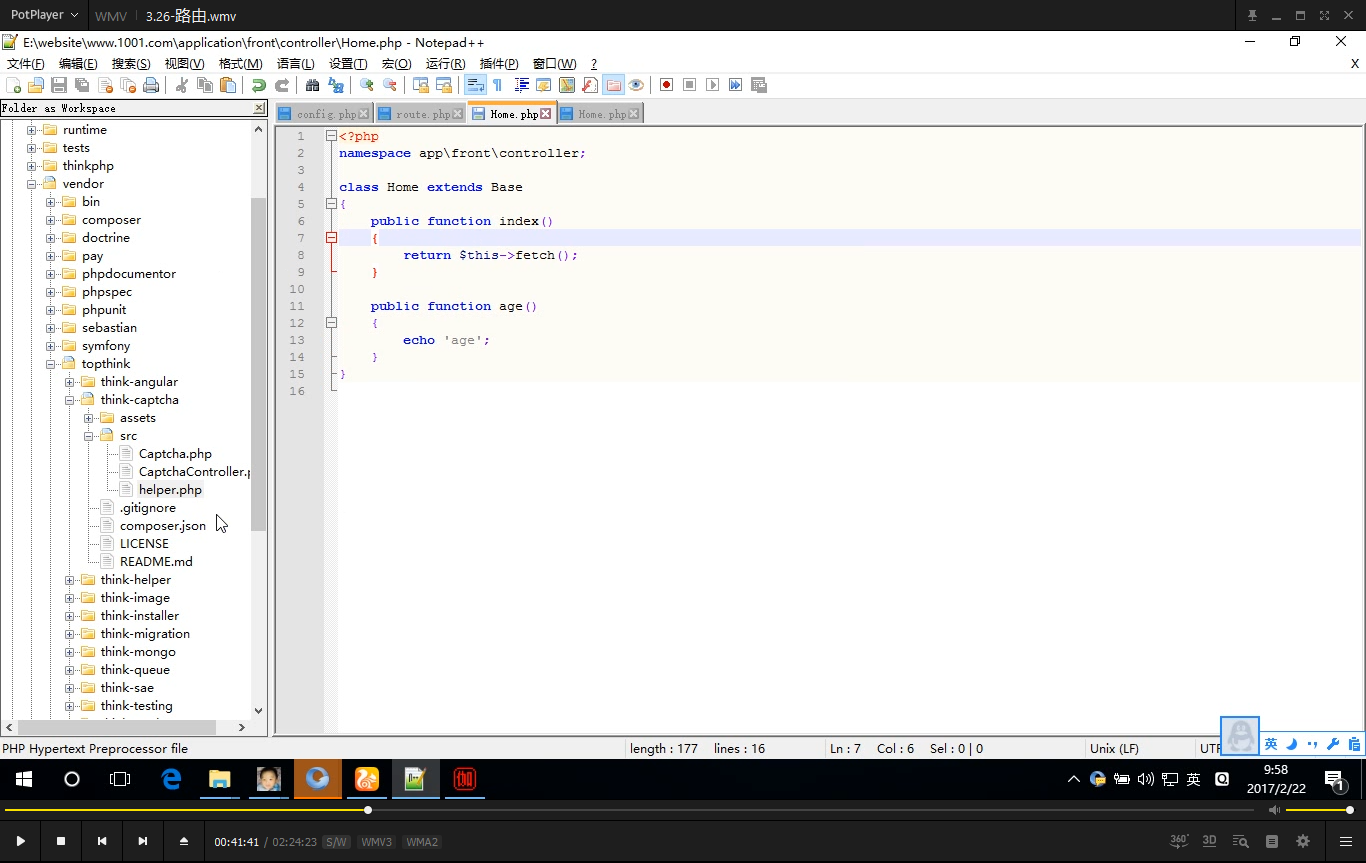 PotPlayer WMV 3.26-路由.wmv
E:\website\www.1001.com\application\front\controller\Home.php - Notepad++
文件(F) 编辑(E) 搜索(S) 视图(V) 格式(M) 语言(L) 设置(T) 宏(O) 运行(R) 插件(P) 窗口(W) ? X
Folder as Workspace
config.php route.php Home.php Home.php
runtime
tests
thinkphp
vendor
bin
composer
doctrine
pay
phpdocumentor
phpspec
phpunit
sebastian
symfony
topthink
think-angular
think-captcha
assets
src
Captcha.php
CaptchaController.p
helper.php
.gitignore
composer.json
LICENSE
README.md
think-helper
think-image
think-installer
think-migration
think-mongo
think-queue
think-sae
think-testing
1 <?php
2 namespace app\front\controller;
3
4 class Home extends Base
5 {
6 public function index()
7 {
8 return $this->fetch();
9 }
10
11 public function age()
12 {
13 echo 'age';
14 }
15 }
16
PHP Hypertext Preprocessor file length : 177 lines : 16 Ln : 7 Col : 6 Sel : 0 | 0 Unix (LF) UTF
英
英 9:58
2017/2/22
1
00:41:41 / 02:24:23 S/W WMV3 WMA2 360° 3D